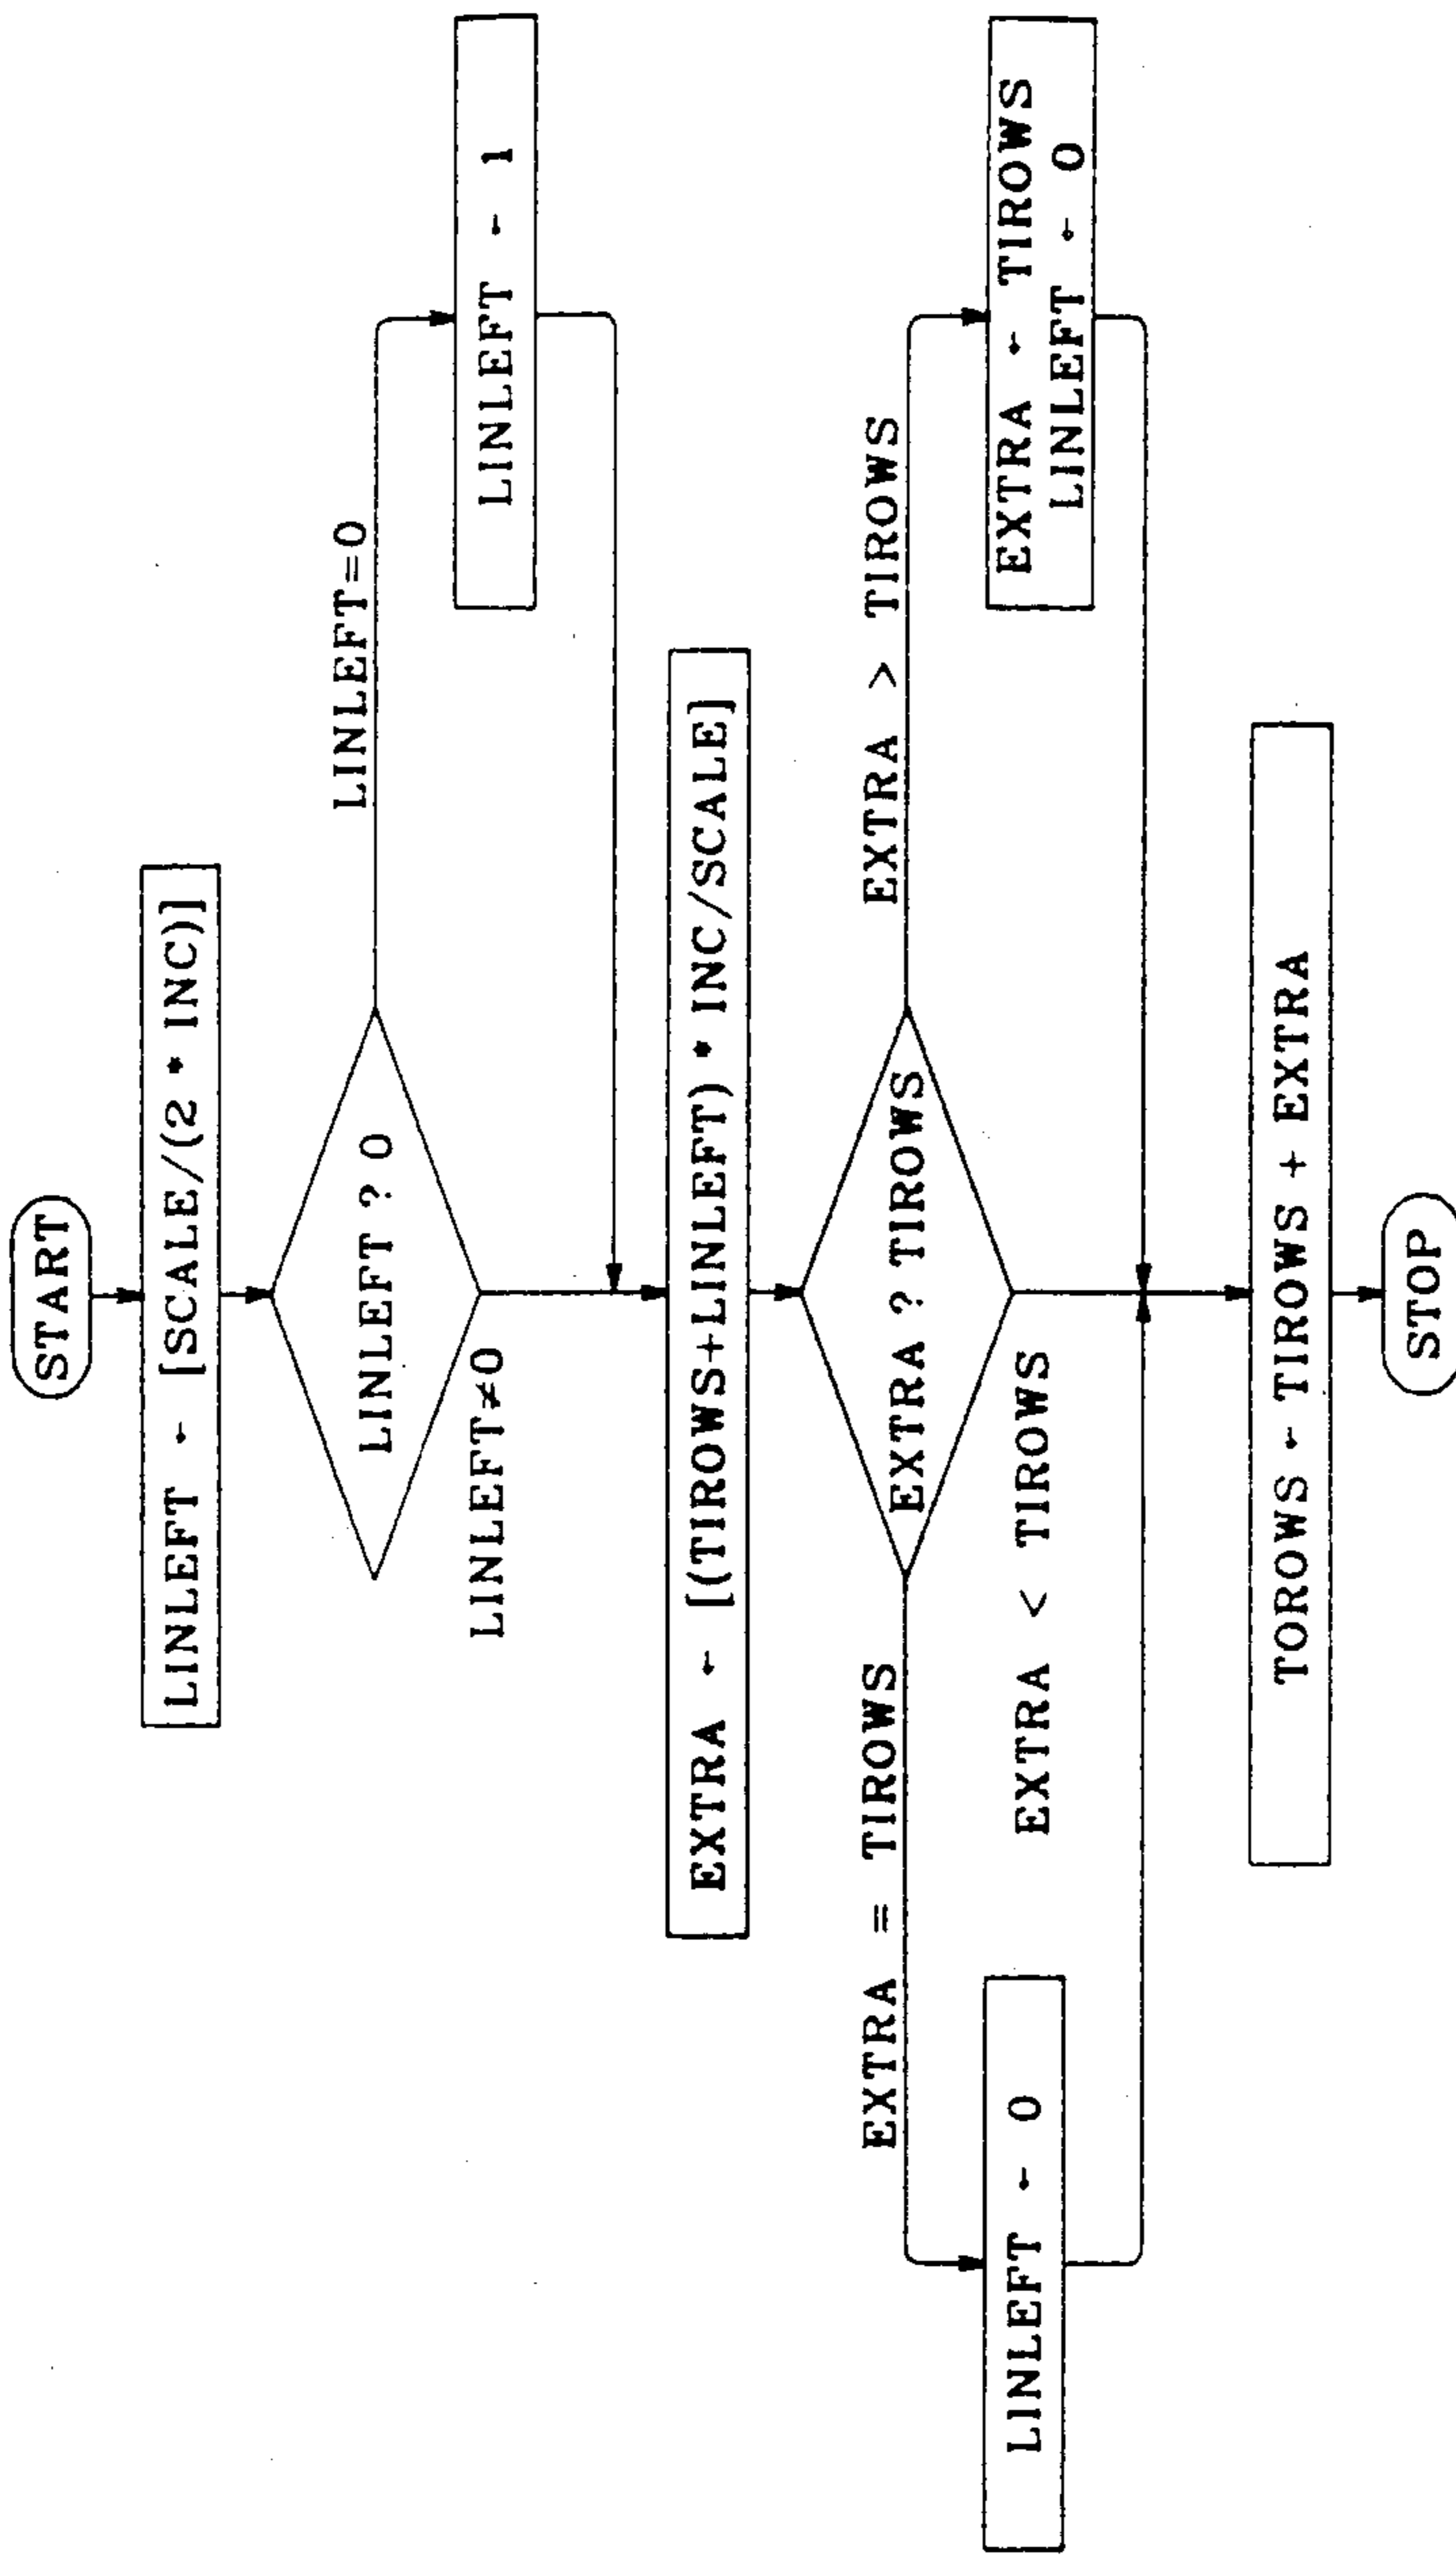 START
LINLEFT ← [SCALE/(2 * INC)]
LINLEFT ? 0
LINLEFT=0
LINLEFT≠0
LINLEFT ← 1
EXTRA ← [(TIROWS+LINLEFT) * INC/SCALE]
EXTRA ? TIROWS
EXTRA = TIROWS
EXTRA > TIROWS
EXTRA < TIROWS
LINLEFT ← 0
EXTRA ← TIROWS
LINLEFT ← 0
TOROWS ← TIROWS + EXTRA
STOP